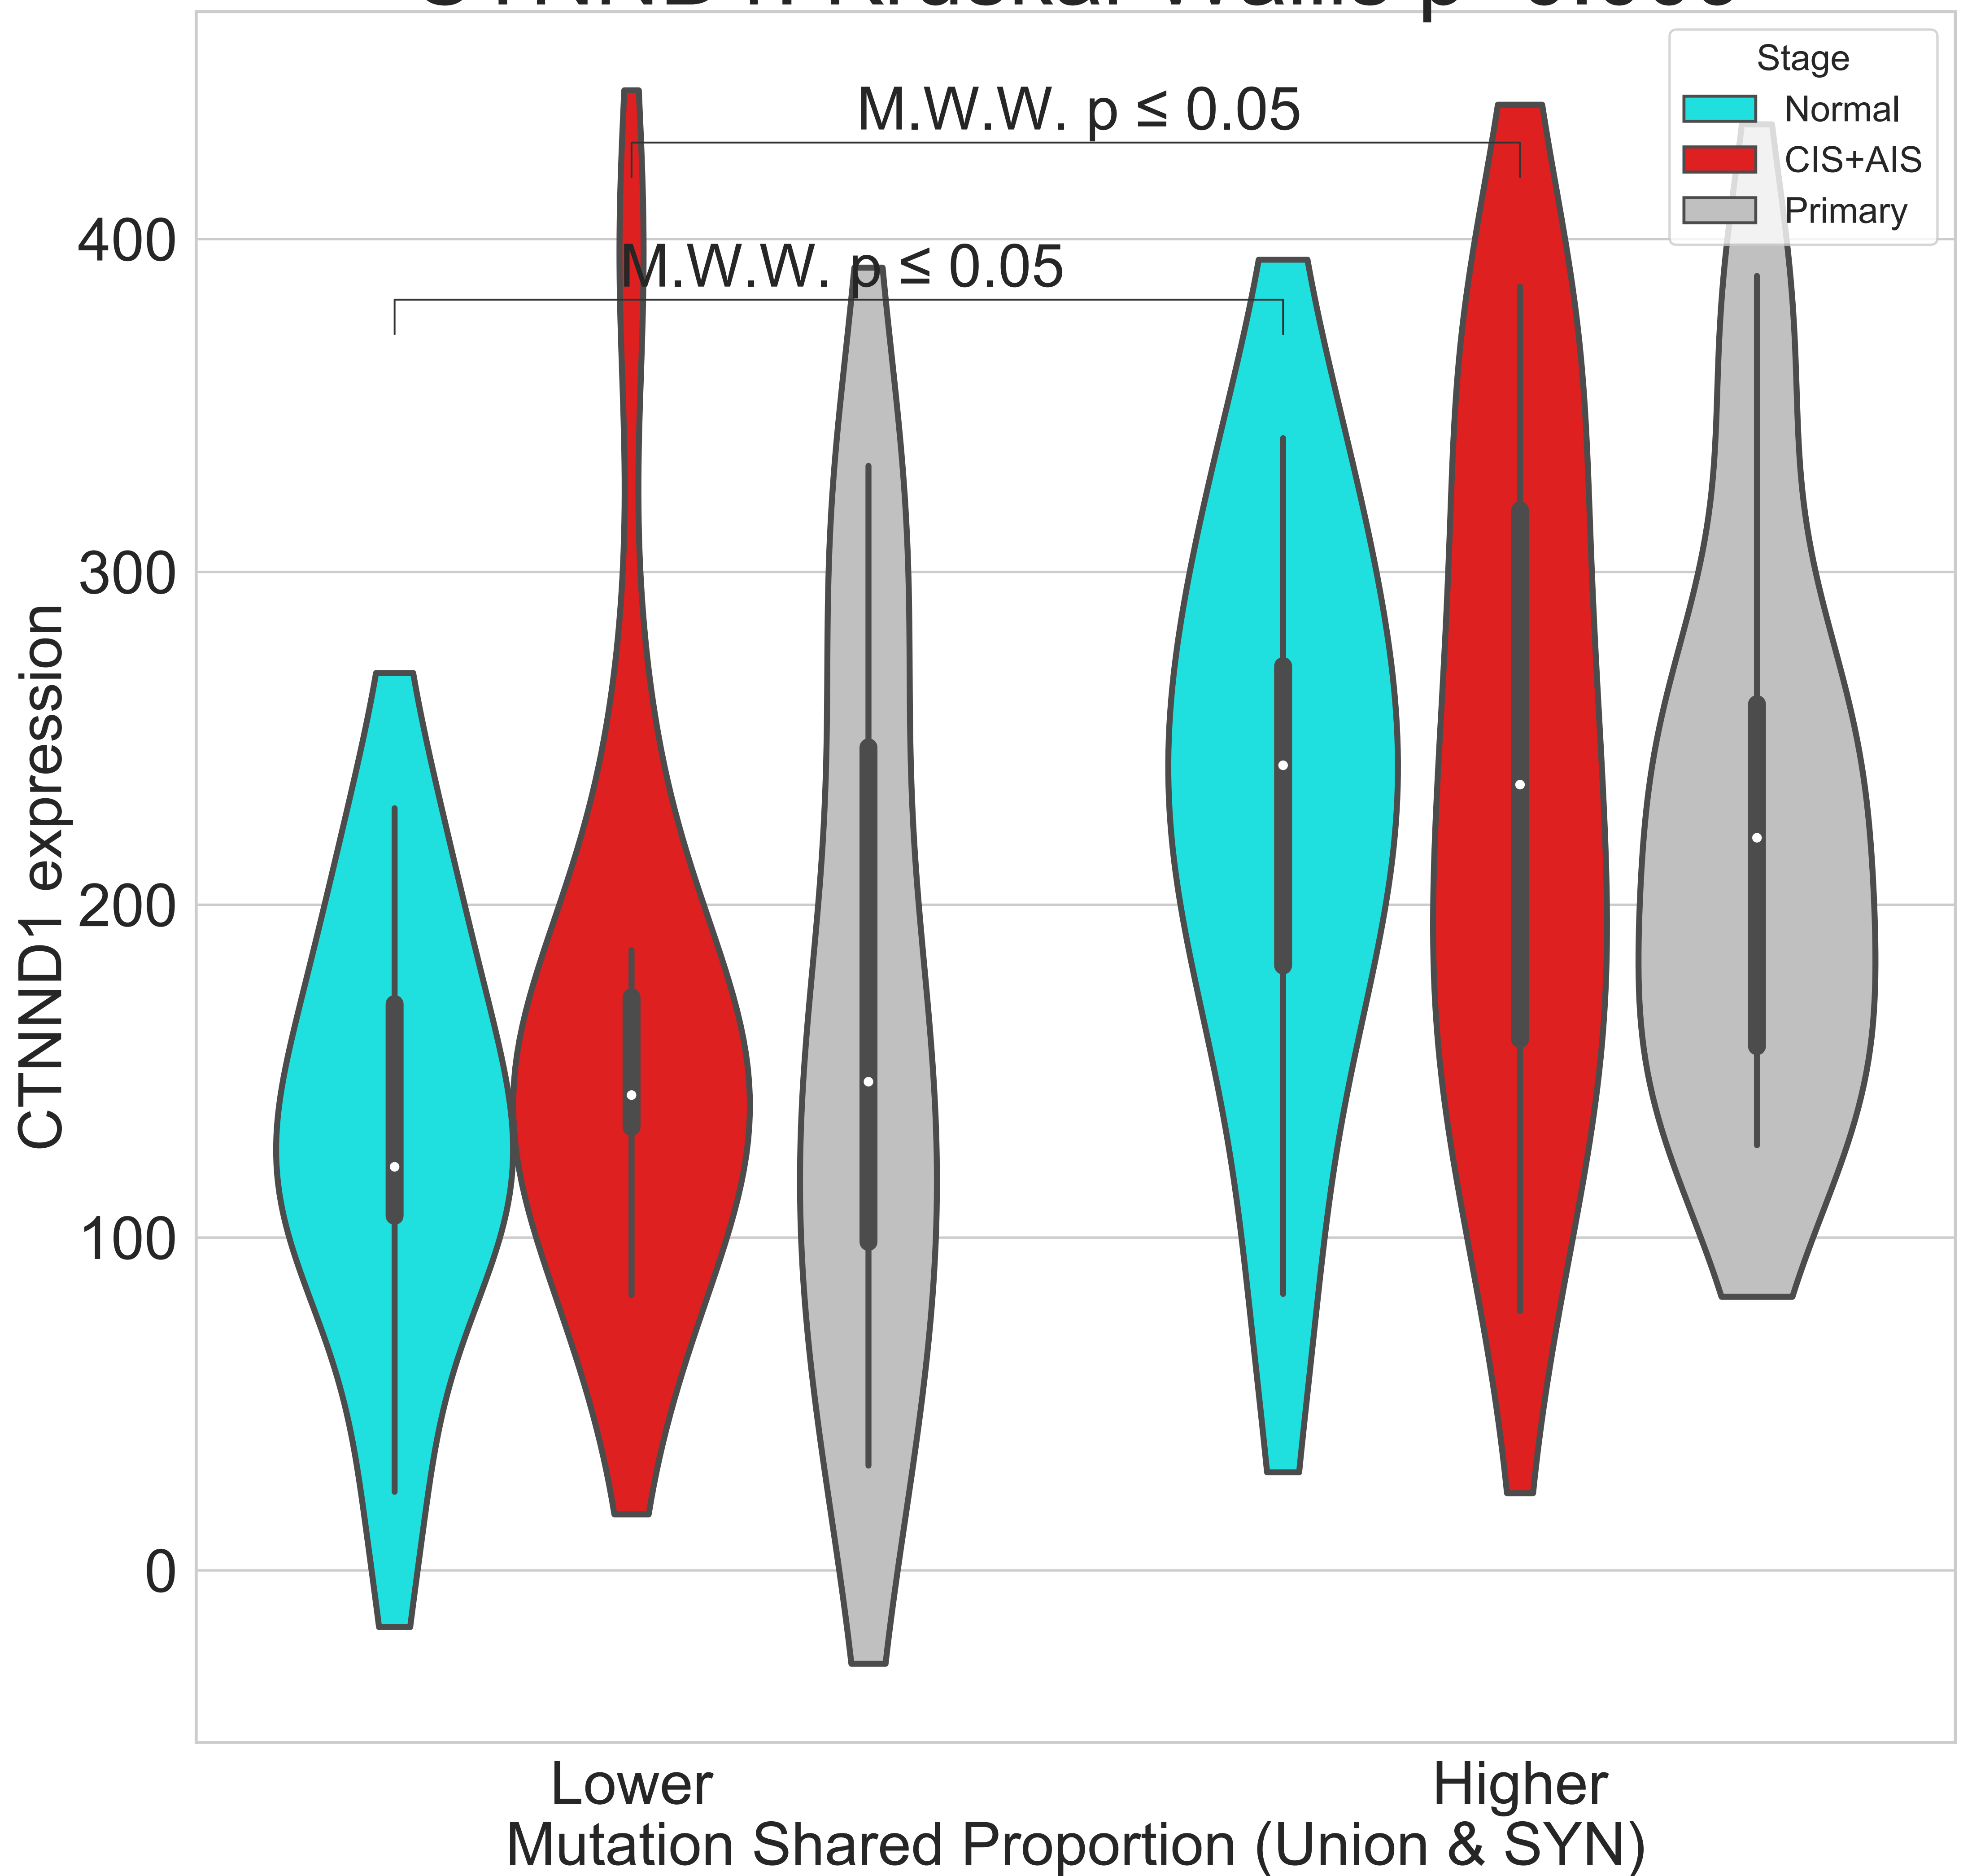 Stage
Normal
CIS+AIS
Primary
M.W.W. p ≤ 0.05
M.W.W. p ≤ 0.05
400
300
200
100
0
CTNND1 expression
Lower
Higher
Mutation Shared Proportion (Union & SYN)